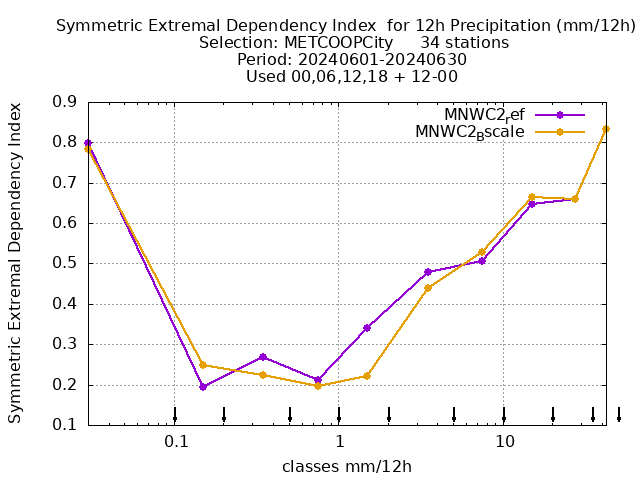 Symmetric Extremal Dependency Index  for 12h Precipitation (mm/12h)
Selection: METCOOPCity     34 stations
Period: 20240601-20240630
Used 00,06,12,18 + 12-00
Symmetric Extremal Dependency Index
0.9
0.8
0.7
0.6
0.5
0.4
0.3
0.2
0.1
MNWC2ref
MNWC2Bscale
0.1 1 10
classes mm/12h